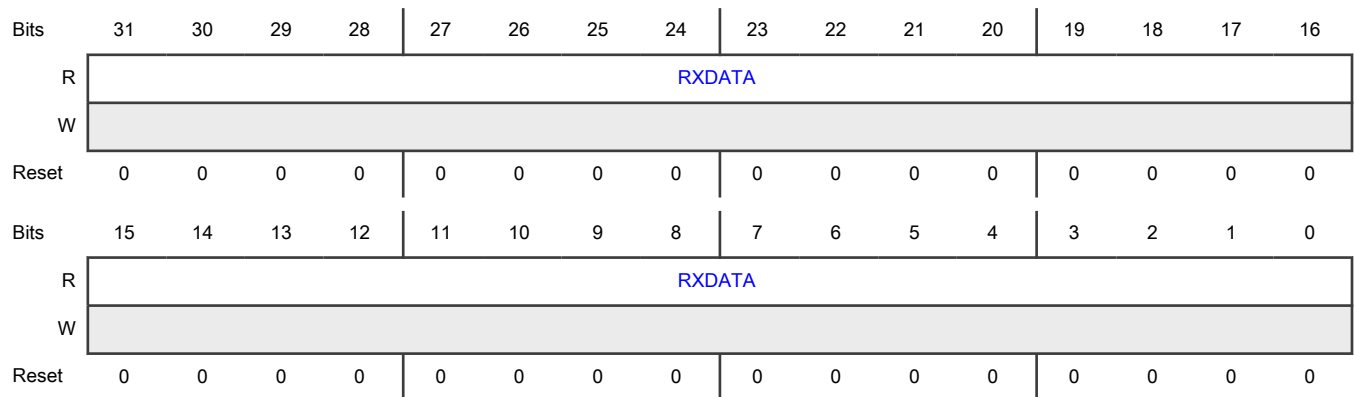 Bits 31 30 29 28 27 26 25 24 23 22 21 20 19 18 17 16
R RXDATA
W
Reset 0 0 0 0 0 0 0 0 0 0 0 0 0 0 0 0
Bits 15 14 13 12 11 10 9 8 7 6 5 4 3 2 1 0
R RXDATA
W
Reset 0 0 0 0 0 0 0 0 0 0 0 0 0 0 0 0